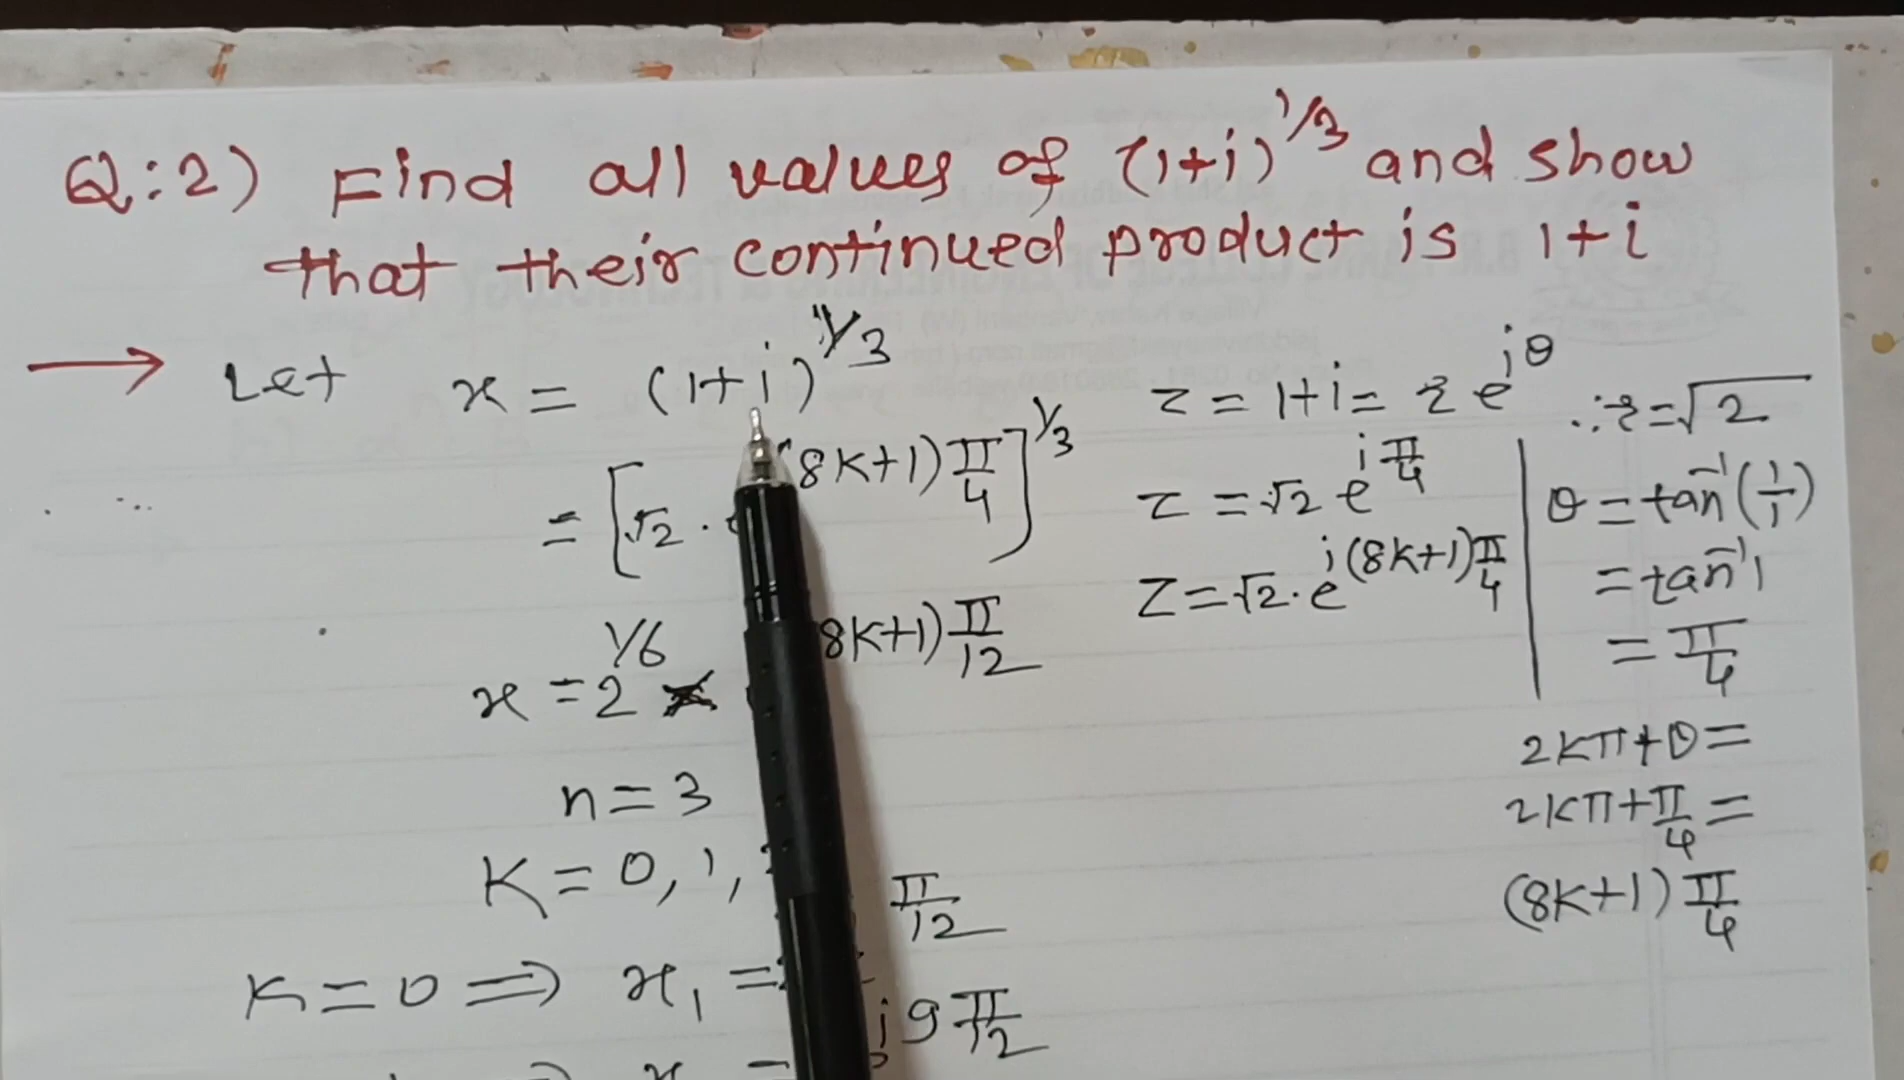 Q:2) Find all values of (1+i)^1/3 and show
that their continued product is 1+i
→ Let x = (1+i)^1/3
= [√2 · (8K+1)π/4]^1/3
x = 2^1/6 8K+1)π/12
n = 3
K = 0, 1,
K = 0 ⇒ x₁ = π/12
x = i9π/12
z = 1+i = r e^iθ
z = √2 e^iπ/4
z = √2 · e^i(8K+1)π/4
∴ r = √2
θ = tan⁻¹(1/1)
= tan⁻¹1
= π/4
2Kπ+θ =
2Kπ+π/4 =
(8K+1)π/4